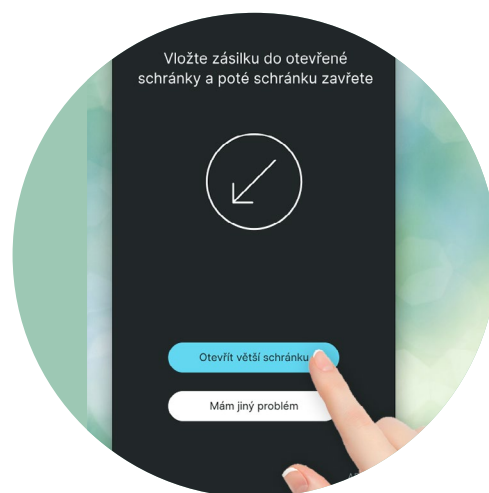 Vložte zásilku do otevřené
schránky a poté schránku zavřete
Otevřít větší schránku
Mám jiný problém